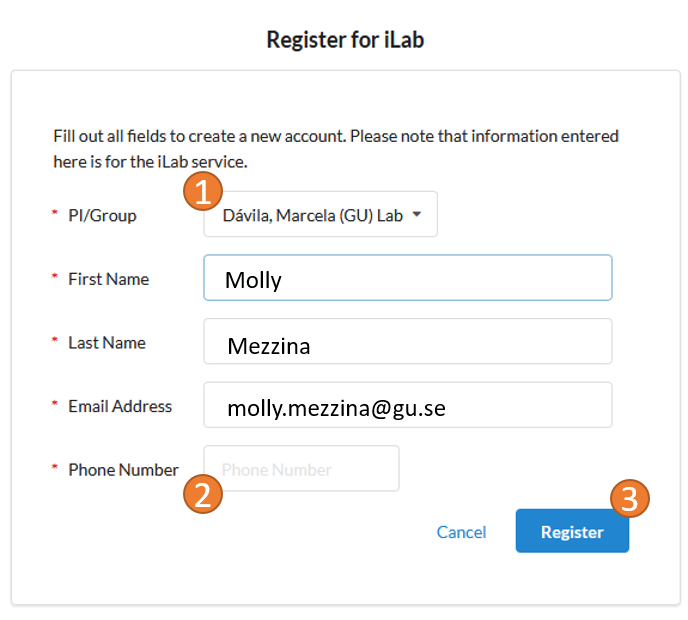 Register for iLab
Fill out all fields to create a new account. Please note that information entered
here is for the iLab service.
1
* PI/Group Dávila, Marcela (GU) Lab
* First Name Molly
* Last Name Mezzina
* Email Address molly.mezzina@gu.se
* Phone Number Phone Number
2
3
Cancel Register